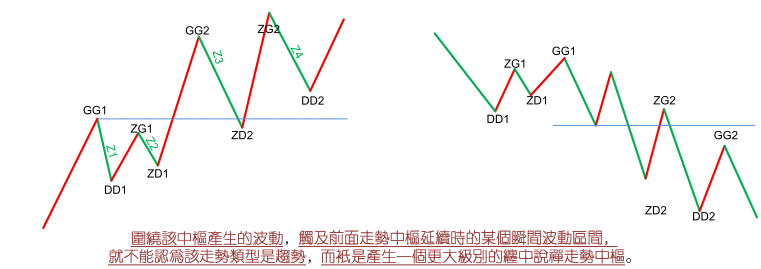 GG2
Z3
ZG2
Z4
GG1
ZG1
Z1
Z2
DD1
ZD1
ZD2
DD2
GG1
ZG1
ZD1
DD1
ZG2
GG2
ZD2
DD2
圍繞該中樞產生的波動，觸及前面走勢中樞延續時的某個瞬間波動區間，
就不能認爲該走勢類型是趨勢，而衹是產生一個更大級別的纏中說禪走勢中樞。